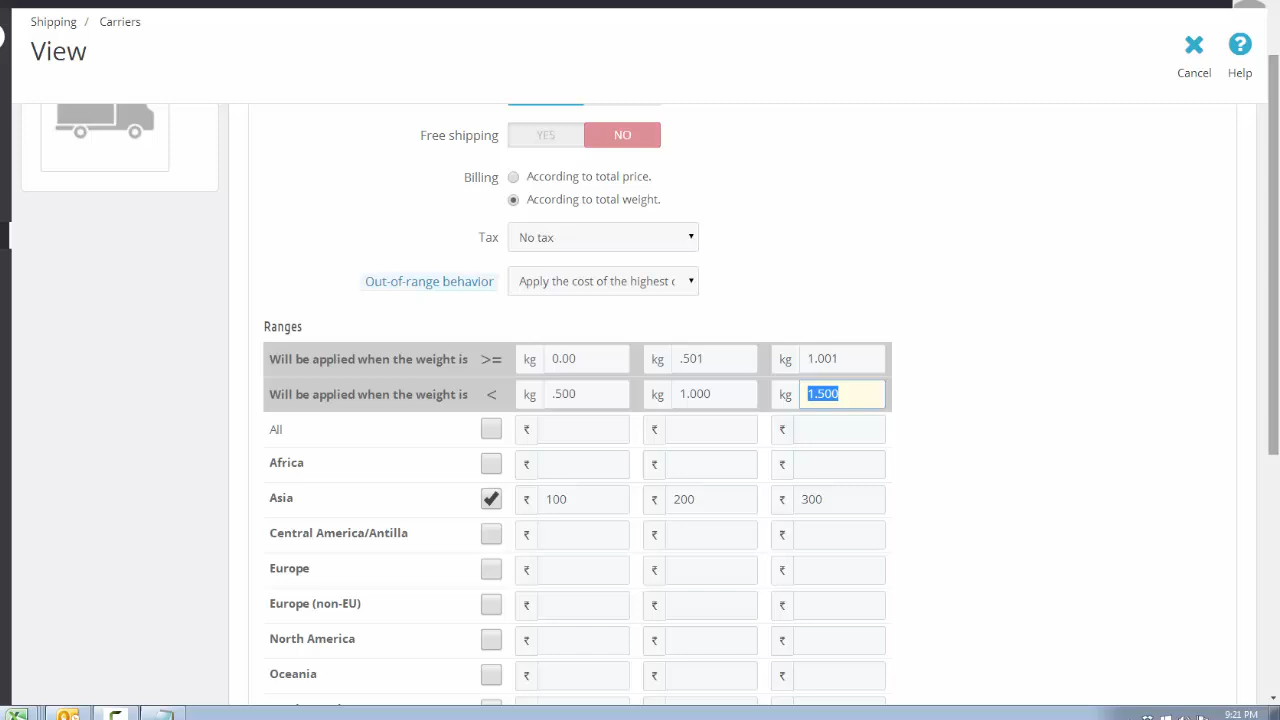 Shipping / Carriers
View
Cancel
Help
Free shipping YES NO
Billing According to total price.
According to total weight.
Tax No tax
Out-of-range behavior Apply the cost of the highest
Ranges
Will be applied when the weight is >= kg 0.00 kg .501 kg 1.001
Will be applied when the weight is < kg .500 kg 1.000 kg 1.500
All ₹ ₹ ₹
Africa ₹ ₹ ₹
Asia ₹ 100 ₹ 200 ₹ 300
Central America/Antilla ₹ ₹ ₹
Europe ₹ ₹ ₹
Europe (non-EU) ₹ ₹ ₹
North America ₹ ₹ ₹
Oceania ₹ ₹ ₹
9:21 PM